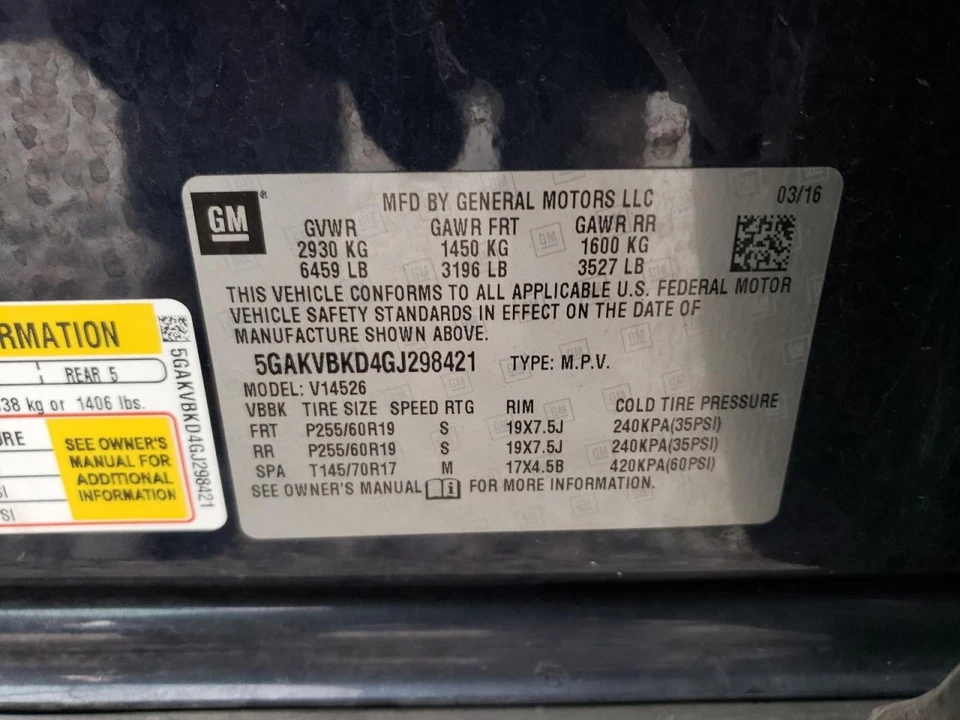 GM
MFD BY GENERAL MOTORS LLC 03/16
GVWR GAWR FRT GAWR RR
2930 KG 1450 KG 1600 KG
6459 LB 3196 LB 3527 LB
THIS VEHICLE CONFORMS TO ALL APPLICABLE U.S. FEDERAL MOTOR
VEHICLE SAFETY STANDARDS IN EFFECT ON THE DATE OF
MANUFACTURE SHOWN ABOVE.
5GAKVBKD4GJ298421 TYPE: M.P.V.
MODEL: V14526
VBBK TIRE SIZE SPEED RTG RIM COLD TIRE PRESSURE
FRT P255/60R19 S 19X7.5J 240KPA(35PSI)
RR P255/60R19 S 19X7.5J 240KPA(35PSI)
SPA T145/70R17 M 17X4.5B 420KPA(60PSI)
SEE OWNER'S MANUAL FOR MORE INFORMATION.
RMATION
REAR 5
38 kg or 1406 lbs.
URE
SI
PSI
SEE OWNER'S
MANUAL FOR
ADDITIONAL
INFORMATION
5GAKVBKD4GJ298421